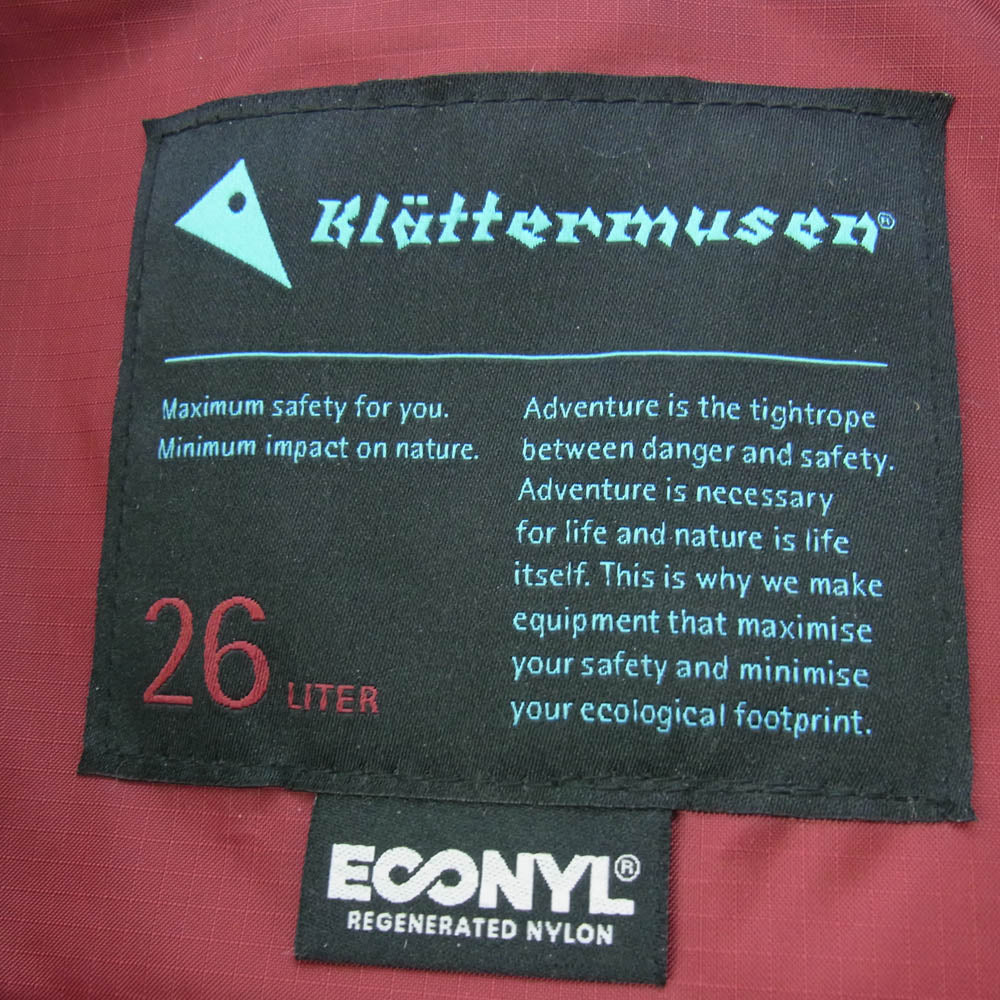 Klättermusen®
Maximum safety for you.
Minimum impact on nature.
Adventure is the tightrope
between danger and safety.
Adventure is necessary
for life and nature is life
itself. This is why we make
equipment that maximise
your safety and minimise
your ecological footprint.
26 LITER
ECONYL®
REGENERATED NYLON